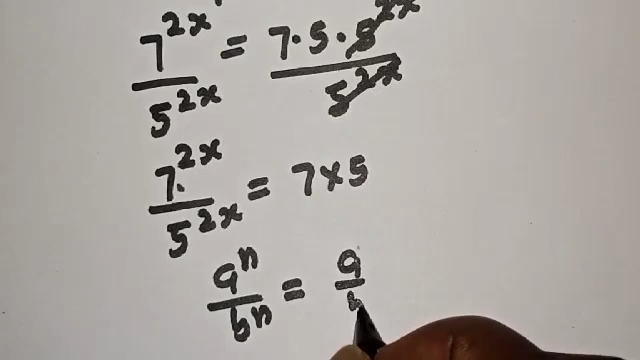 7^{2x} / 5^{2x} = 7·5·5^{2x} / 5^{2x}
7^{2x} / 5^{2x} = 7×5
a^n / b^n = a / b